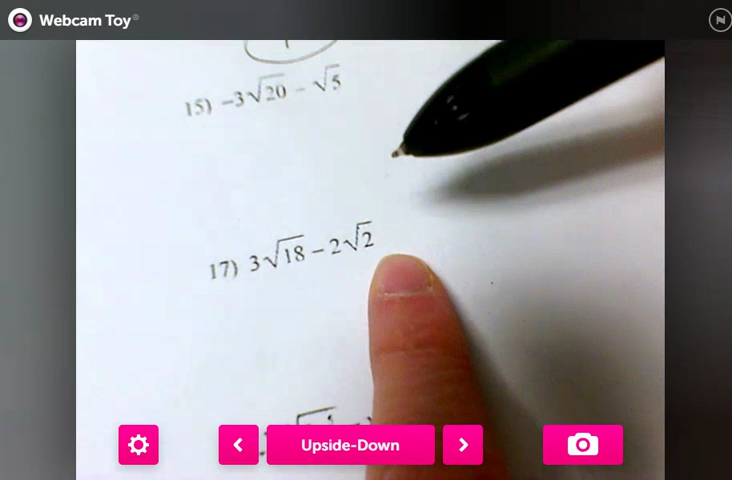 Webcam Toy
15) -3√20 - √5
17) 3√18 - 2√2
Upside-Down